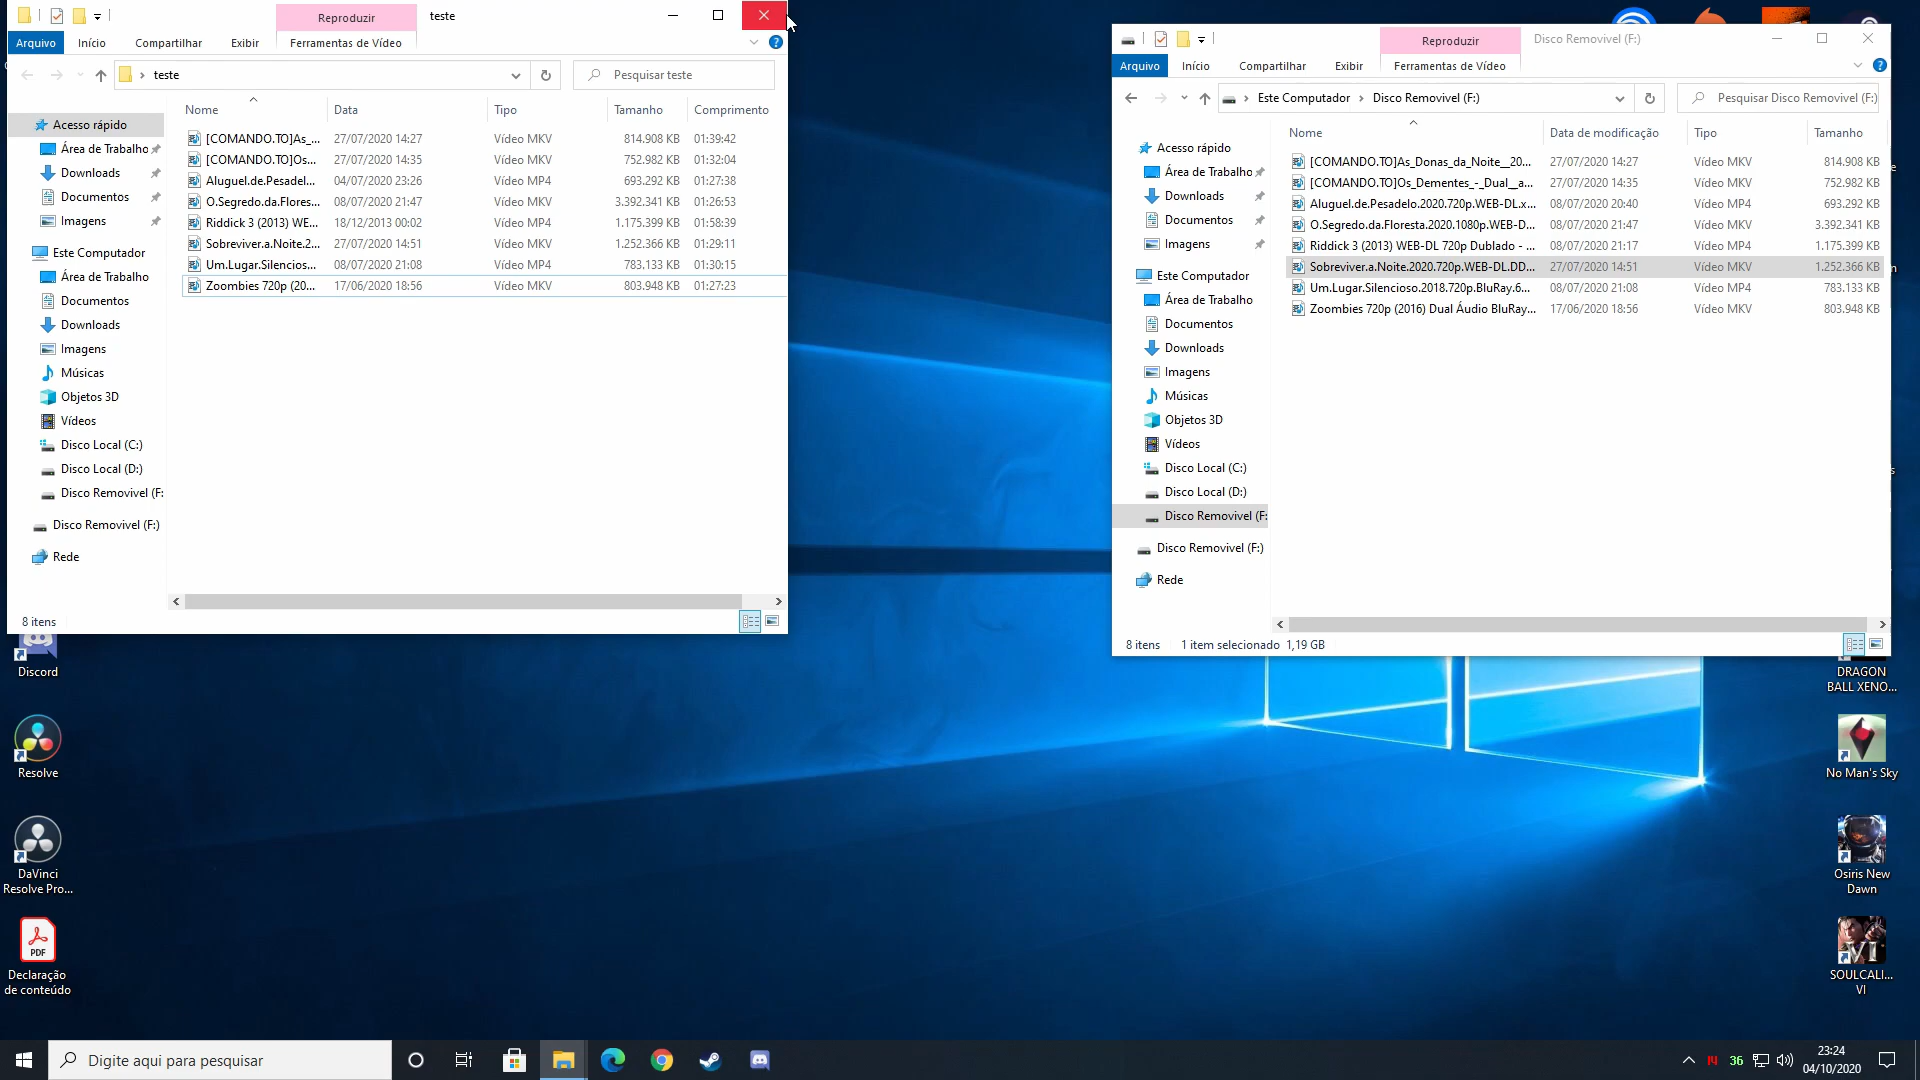 Reproduzir
teste
Arquivo
Início
Compartilhar
Exibir
Ferramentas de Vídeo
teste
Pesquisar teste
Nome
Data
Tipo
Tamanho
Comprimento
[COMANDO.TO]As_... 27/07/2020 14:27 Vídeo MKV 814.908 KB 01:39:42
[COMANDO.TO]Os... 27/07/2020 14:35 Vídeo MKV 752.982 KB 01:32:04
Aluguel.de.Pesadel... 04/07/2020 23:26 Vídeo MP4 693.292 KB 01:27:38
O.Segredo.da.Flores... 08/07/2020 21:47 Vídeo MKV 3.392.341 KB 01:26:53
Riddick 3 (2013) WE... 18/12/2013 00:02 Vídeo MP4 1.175.399 KB 01:58:39
Sobreviver.a.Noite.2... 27/07/2020 14:51 Vídeo MKV 1.252.366 KB 01:29:11
Um.Lugar.Silencios... 08/07/2020 21:08 Vídeo MP4 783.133 KB 01:30:15
Zoombies 720p (20... 17/06/2020 18:56 Vídeo MKV 803.948 KB 01:27:23
Acesso rápido
Área de Trabalho
Downloads
Documentos
Imagens
Este Computador
Área de Trabalho
Documentos
Downloads
Imagens
Músicas
Objetos 3D
Vídeos
Disco Local (C:)
Disco Local (D:)
Disco Removivel (F:
Disco Removivel (F:)
Rede
8 itens
Reproduzir
Disco Removivel (F:)
Arquivo
Início
Compartilhar
Exibir
Ferramentas de Vídeo
Este Computador
Disco Removivel (F:)
Pesquisar Disco Removivel (F:)
Nome
Data de modificação
Tipo
Tamanho
[COMANDO.TO]As_Donas_da_Noite__20... 27/07/2020 14:27 Vídeo MKV 814.908 KB
[COMANDO.TO]Os_Dementes_-_Dual__a... 27/07/2020 14:35 Vídeo MKV 752.982 KB
Aluguel.de.Pesadelo.2020.720p.WEB-DL.x... 08/07/2020 20:40 Vídeo MP4 693.292 KB
O.Segredo.da.Floresta.2020.1080p.WEB-D... 08/07/2020 21:47 Vídeo MKV 3.392.341 KB
Riddick 3 (2013) WEB-DL 720p Dublado - ... 08/07/2020 21:17 Vídeo MP4 1.175.399 KB
Sobreviver.a.Noite.2020.720p.WEB-DL.DD... 27/07/2020 14:51 Vídeo MKV 1.252.366 KB
Um.Lugar.Silencioso.2018.720p.BluRay.6... 08/07/2020 21:08 Vídeo MP4 783.133 KB
Zoombies 720p (2016) Dual Áudio BluRay... 17/06/2020 18:56 Vídeo MKV 803.948 KB
Acesso rápido
Área de Trabalho
Downloads
Documentos
Imagens
Este Computador
Área de Trabalho
Documentos
Downloads
Imagens
Músicas
Objetos 3D
Vídeos
Disco Local (C:)
Disco Local (D:)
Disco Removivel (F:
Disco Removivel (F:)
Rede
8 itens
1 item selecionado 1,19 GB
Discord
Resolve
DaVinci
Resolve Pro...
PDF
Declaração
de conteúdo
DRAGON
BALL XENO...
No Man's Sky
Osiris New
Dawn
VI
SOULCALI...
VI
Digite aqui para pesquisar
36
23:24
04/10/2020